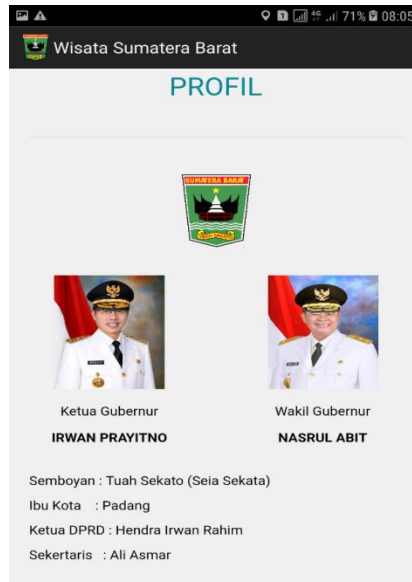 46 71% 08:05
Wisata Sumatera Barat
PROFIL
SUMATERA BARAT
Ketua Gubernur
Wakil Gubernur
IRWAN PRAYITNO
NASRUL ABIT
Semboyan : Tuah Sekato (Seia Sekata)
Ibu Kota : Padang
Ketua DPRD : Hendra Irwan Rahim
Sekertaris : Ali Asmar